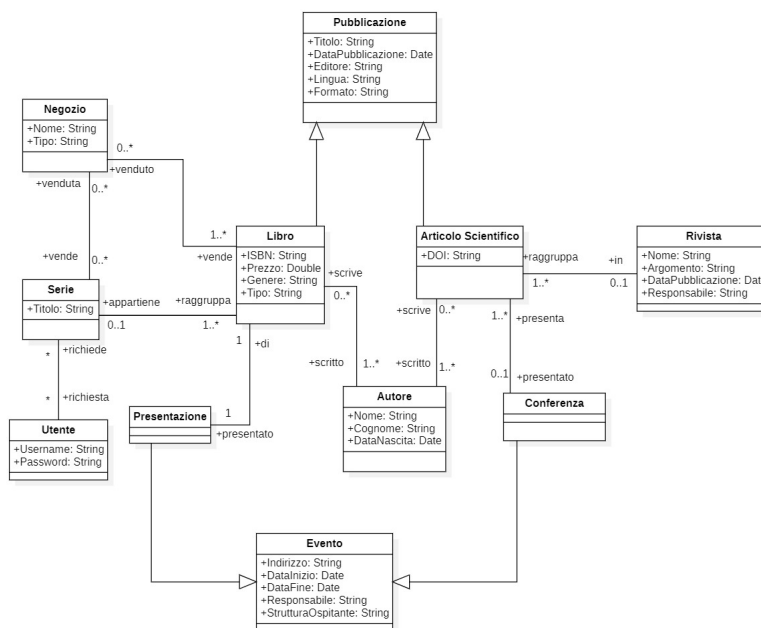 Pubblicazione
+Titolo: String
+DataPubblicazione: Date
+Editore: String
+Lingua: String
+Formato: String
Negozio
+Nome: String
+Tipo: String
0..*
+venduto
+venduta
0..*
+vende
0..*
1..*
+vende
Libro
+ISBN: String
+Prezzo: Double
+Genere: String
+Tipo: String
Articolo Scientifico
+DOI: String
Rivista
+Nome: String
+Argomento: String
+DataPubblicazione: Dat
+Responsabile: String
+raggruppa
+in
1..*
0..1
+scrive
0..*
Serie
+Titolo: String
+appartiene
+raggruppa
0..1
1..*
1
+di
+scrive
0..*
1..*
+presenta
*
+richiede
*
+richiesta
+scritto
1..*
+scritto
1..*
0..1
+presentato
Utente
+Username: String
+Password: String
Presentazione
1
+presentato
Autore
+Nome: String
+Cognome: String
+DataNascita: Date
Conferenza
Evento
+Indirizzo: String
+DataInizio: Date
+DataFine: Date
+Responsabile: String
+StrutturaOspitante: String